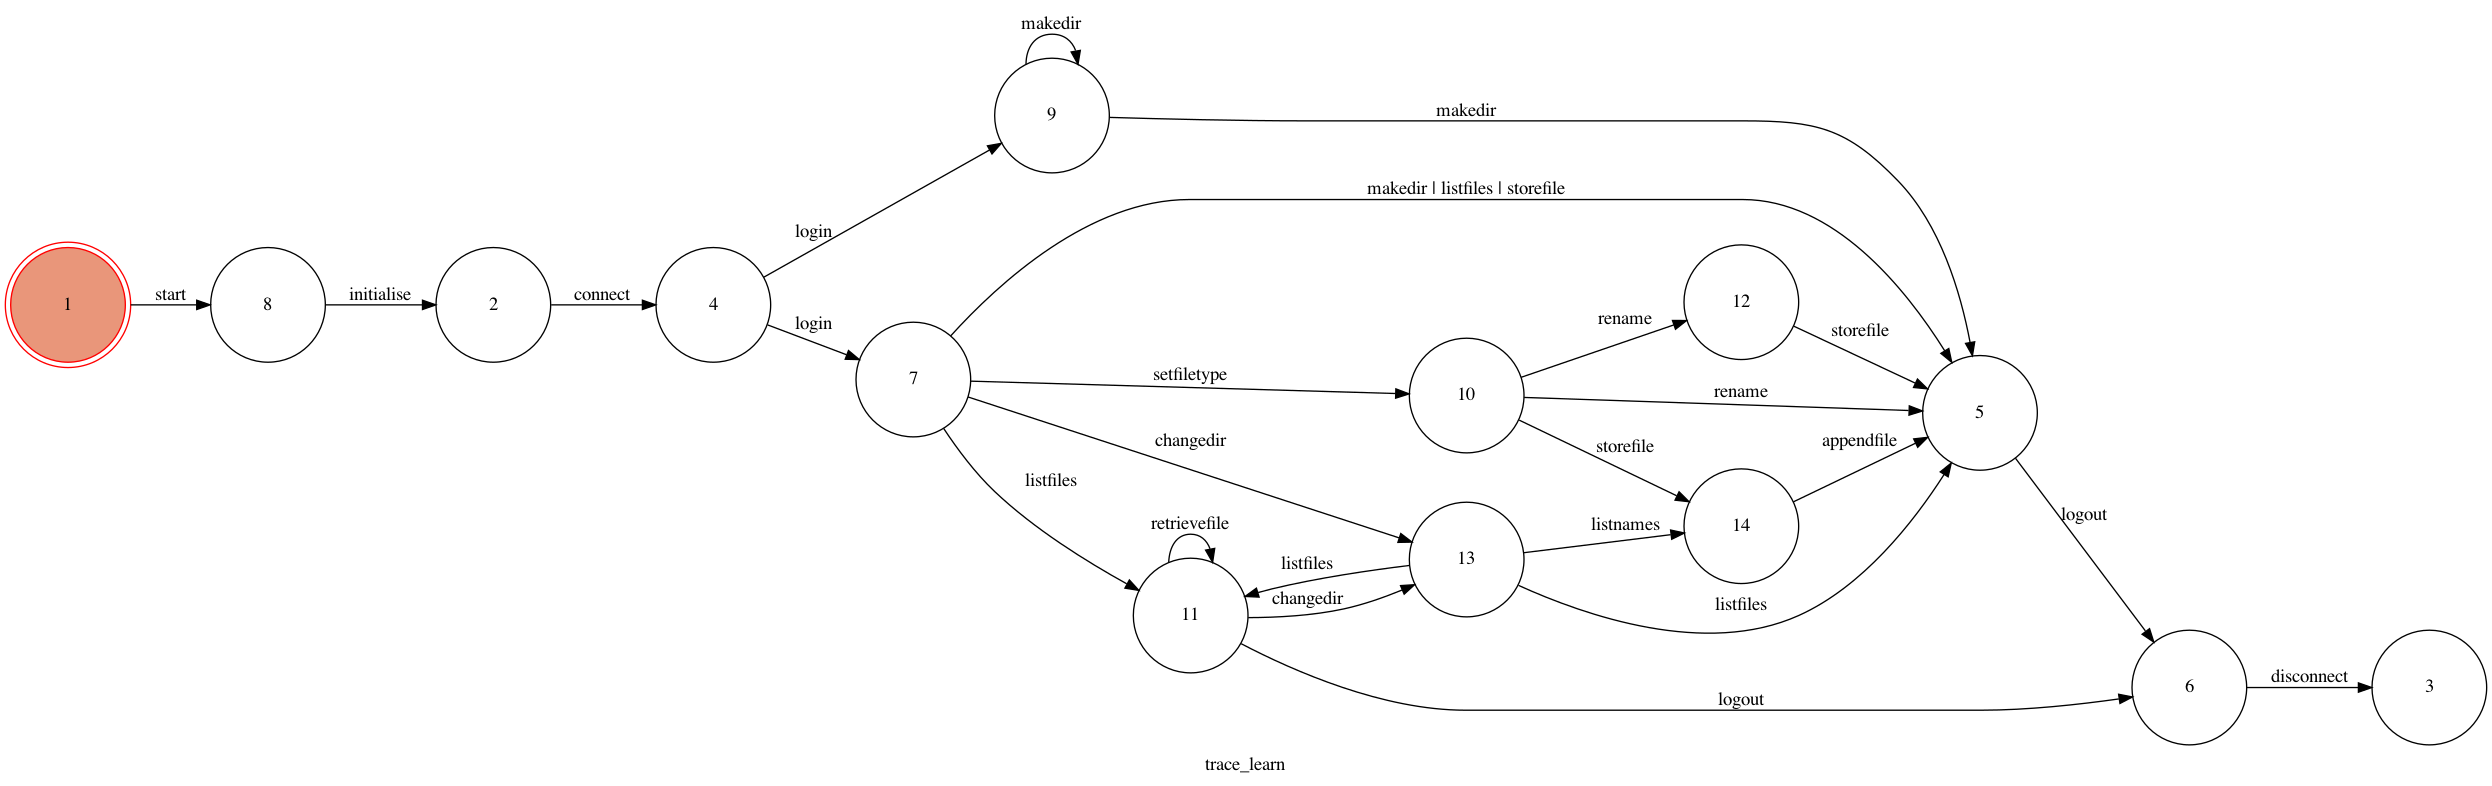 makedir
9
makedir
makedir | listfiles | storefile
login
1
start
8
initialise
2
connect
4
login
7
setfiletype
changedir
listfiles
10
rename
12
storefile
rename
5
storefile
appendfile
14
listnames
13
retrievefile
11
listfiles
changedir
listfiles
logout
logout
6
disconnect
3
trace_learn